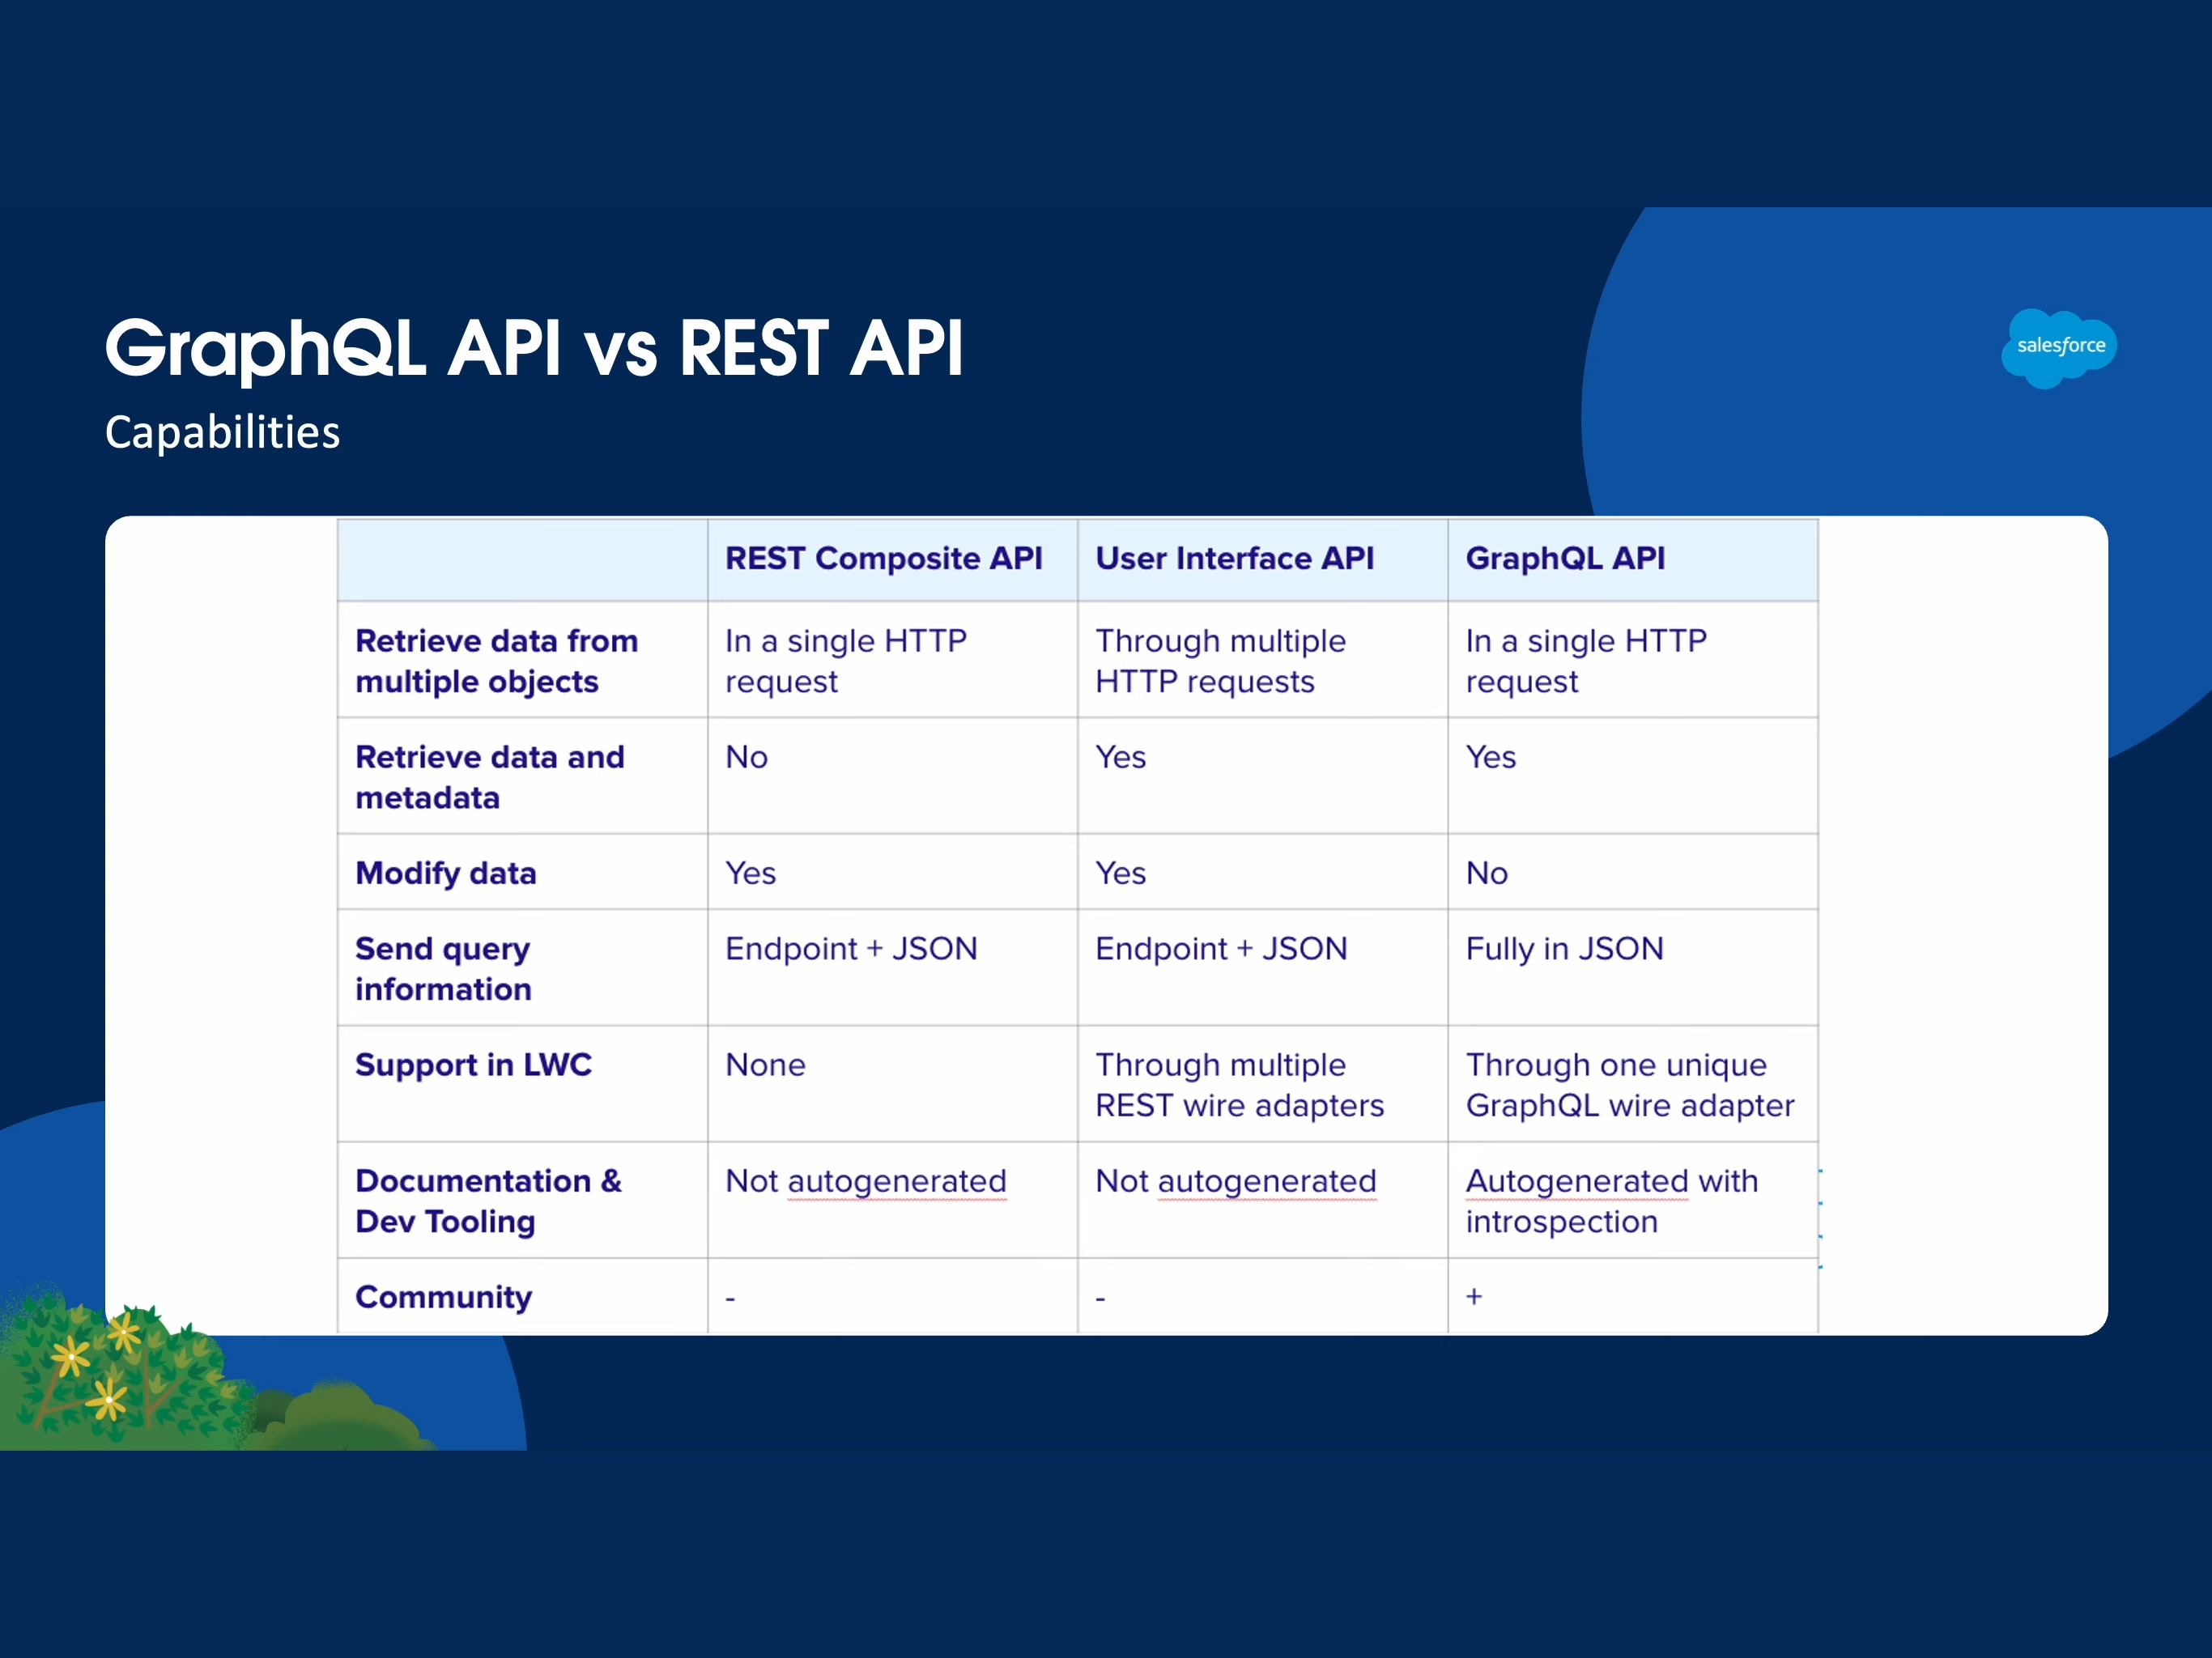 GraphQL API vs REST API
salesforce
Capabilities
REST Composite API
User Interface API
GraphQL API
Retrieve data from
multiple objects
In a single HTTP
request
Through multiple
HTTP requests
In a single HTTP
request
Retrieve data and
metadata
No
Yes
Yes
Modify data
Yes
Yes
No
Send query
information
Endpoint + JSON
Endpoint + JSON
Fully in JSON
Support in LWC
None
Through multiple
REST wire adapters
Through one unique
GraphQL wire adapter
Documentation &
Dev Tooling
Not autogenerated
Not autogenerated
Autogenerated with
introspection
Community
-
-
+